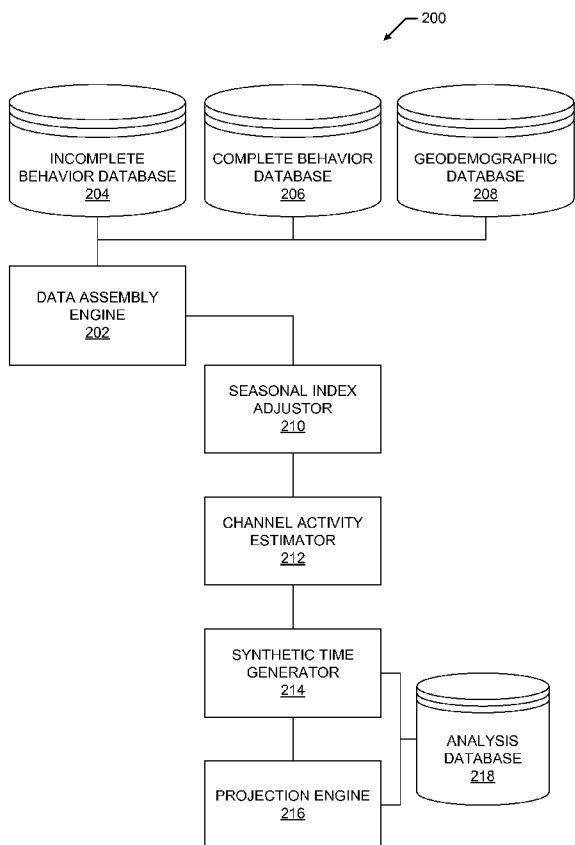 200
INCOMPLETE
BEHAVIOR DATABASE
204
COMPLETE BEHAVIOR
DATABASE
206
GEODEMOGRAPHIC
DATABASE
208
DATA ASSEMBLY
ENGINE
202
SEASONAL INDEX
ADJUSTOR
210
CHANNEL ACTIVITY
ESTIMATOR
212
SYNTHETIC TIME
GENERATOR
214
ANALYSIS
DATABASE
218
PROJECTION ENGINE
216